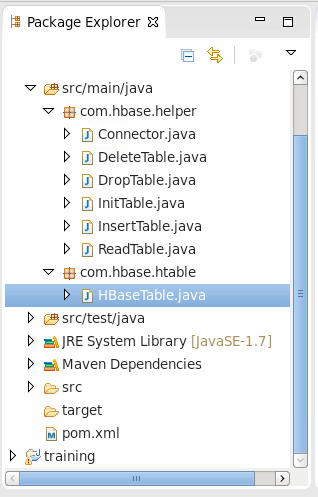 Package Explorer
src/main/java
com.hbase.helper
Connector.java
DeleteTable.java
DropTable.java
InitTable.java
InsertTable.java
ReadTable.java
com.hbase.htable
HBaseTable.java
src/test/java
JRE System Library [JavaSE-1.7]
Maven Dependencies
src
target
pom.xml
training